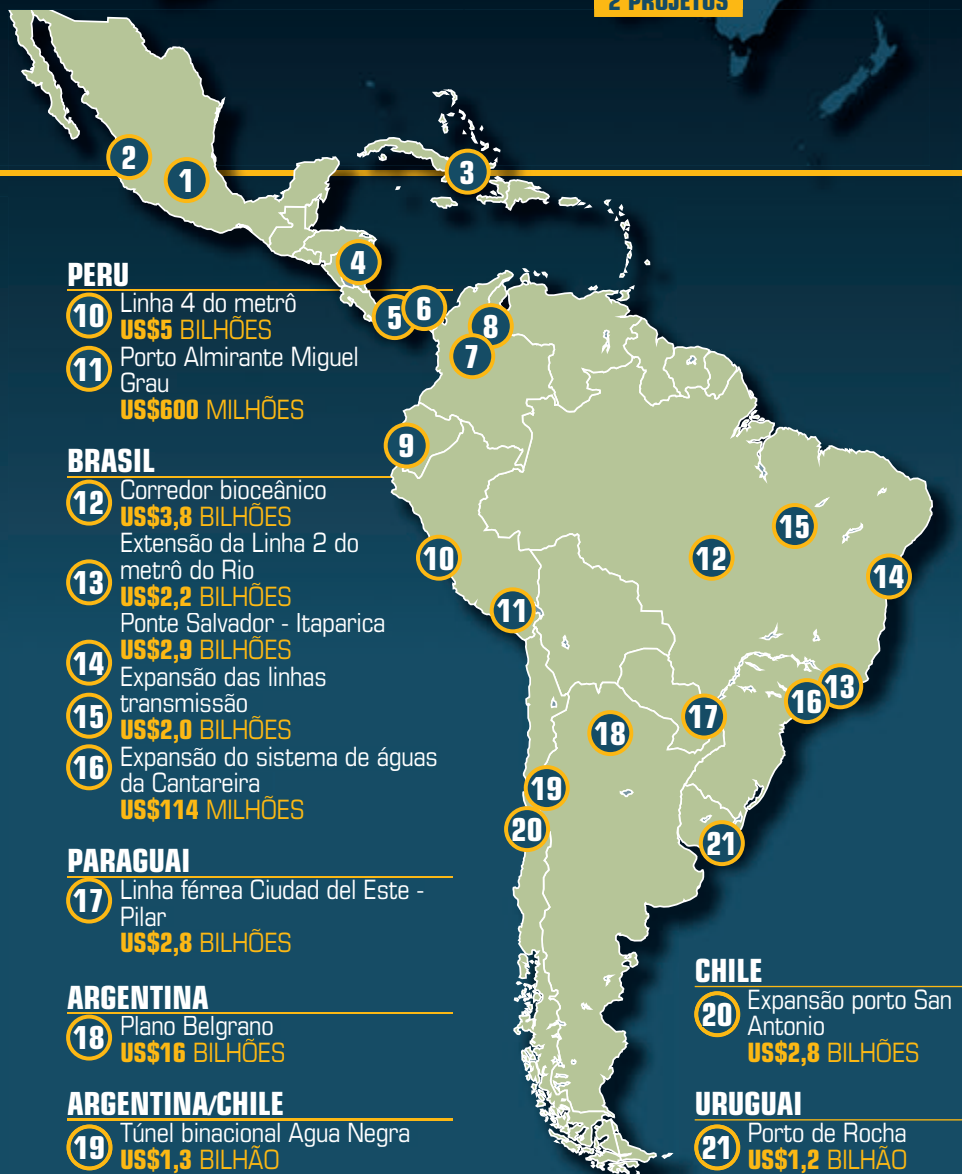 2 PROJETOS
2
1
3
4
5
6
8
7
9
10
11
12
15
14
13
16
17
18
19
20
21
PERU
10 Linha 4 do metrô
US$5 BILHÕES
11 Porto Almirante Miguel
Grau
US$600 MILHÕES
BRASIL
12 Corredor bioceânico
US$3,8 BILHÕES
Extensão da Linha 2 do
13 metrô do Rio
US$2,2 BILHÕES
Ponte Salvador - Itaparica
14 US$2,9 BILHÕES
Expansão das linhas
15 transmissão
US$2,0 BILHÕES
16 Expansão do sistema de águas
da Cantareira
US$114 MILHÕES
PARAGUAI
17 Linha férrea Ciudad del Este -
Pilar
US$2,8 BILHÕES
ARGENTINA
18 Plano Belgrano
US$16 BILHÕES
ARGENTINA/CHILE
19 Túnel binacional Agua Negra
US$1,3 BILHÃO
CHILE
20 Expansão porto San
Antonio
US$2,8 BILHÕES
URUGUAI
21 Porto de Rocha
US$1,2 BILHÃO